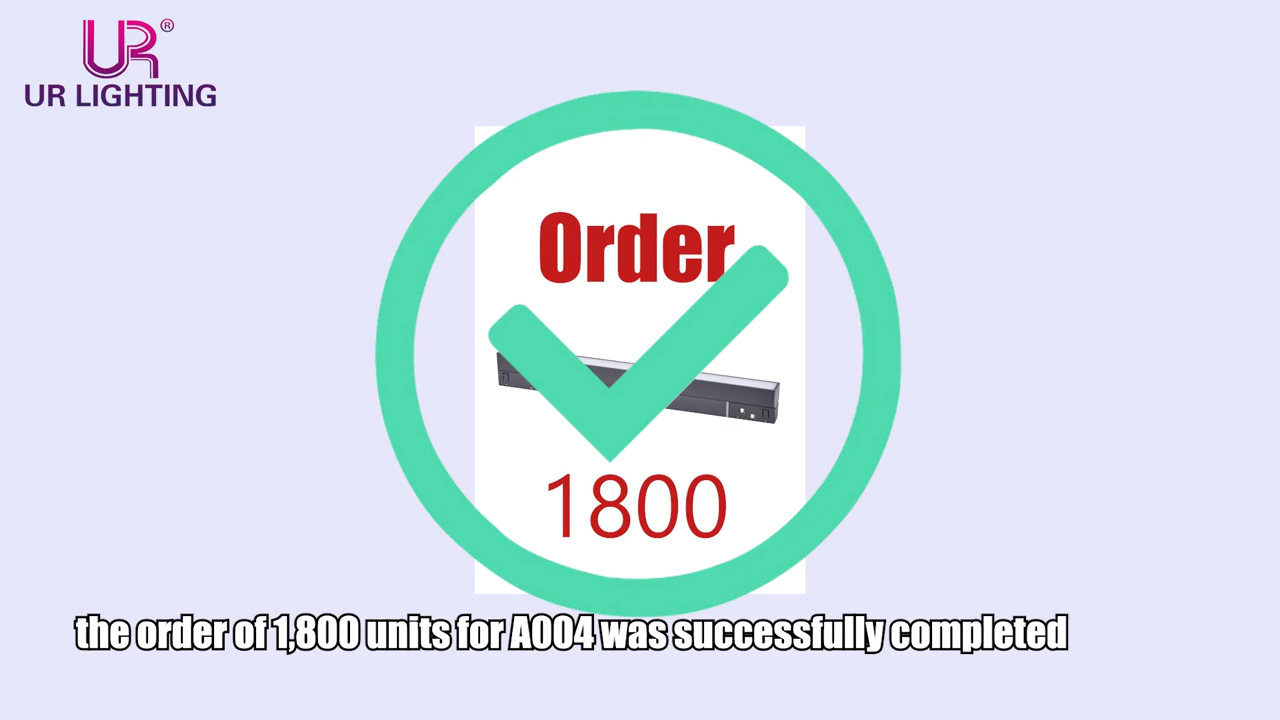 UR®
UR LIGHTING
Order
1800
the order of 1,800 units for A004 was successfully completed